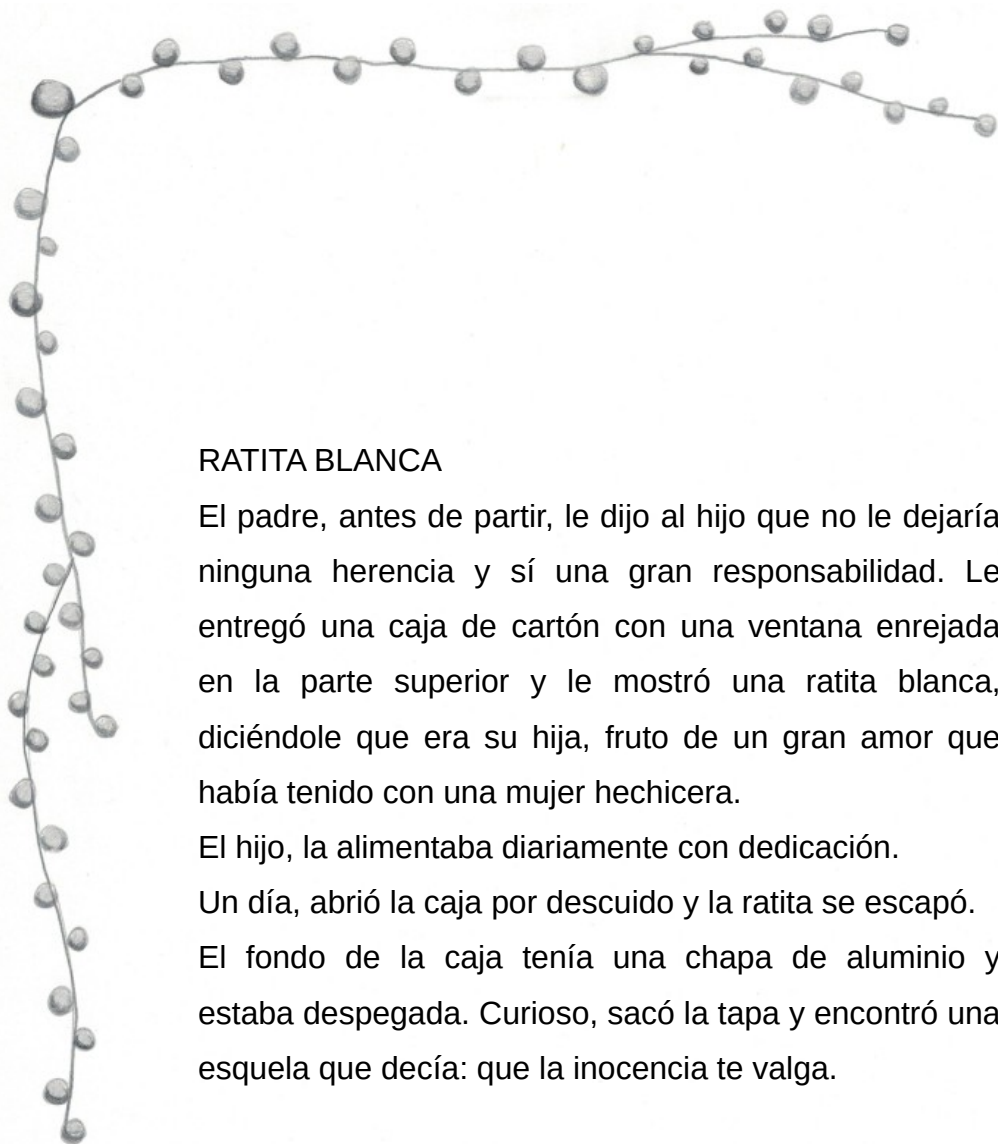 RATITA BLANCA
El padre, antes de partir, le dijo al hijo que no le dejaría
ninguna herencia y sí una gran responsabilidad. Le
entregó una caja de cartón con una ventana enrejada
en la parte superior y le mostró una ratita blanca,
diciéndole que era su hija, fruto de un gran amor que
había tenido con una mujer hechicera.
El hijo, la alimentaba diariamente con dedicación.
Un día, abrió la caja por descuido y la ratita se escapó.
El fondo de la caja tenía una chapa de aluminio y
estaba despegada. Curioso, sacó la tapa y encontró una
esquela que decía: que la inocencia te valga.